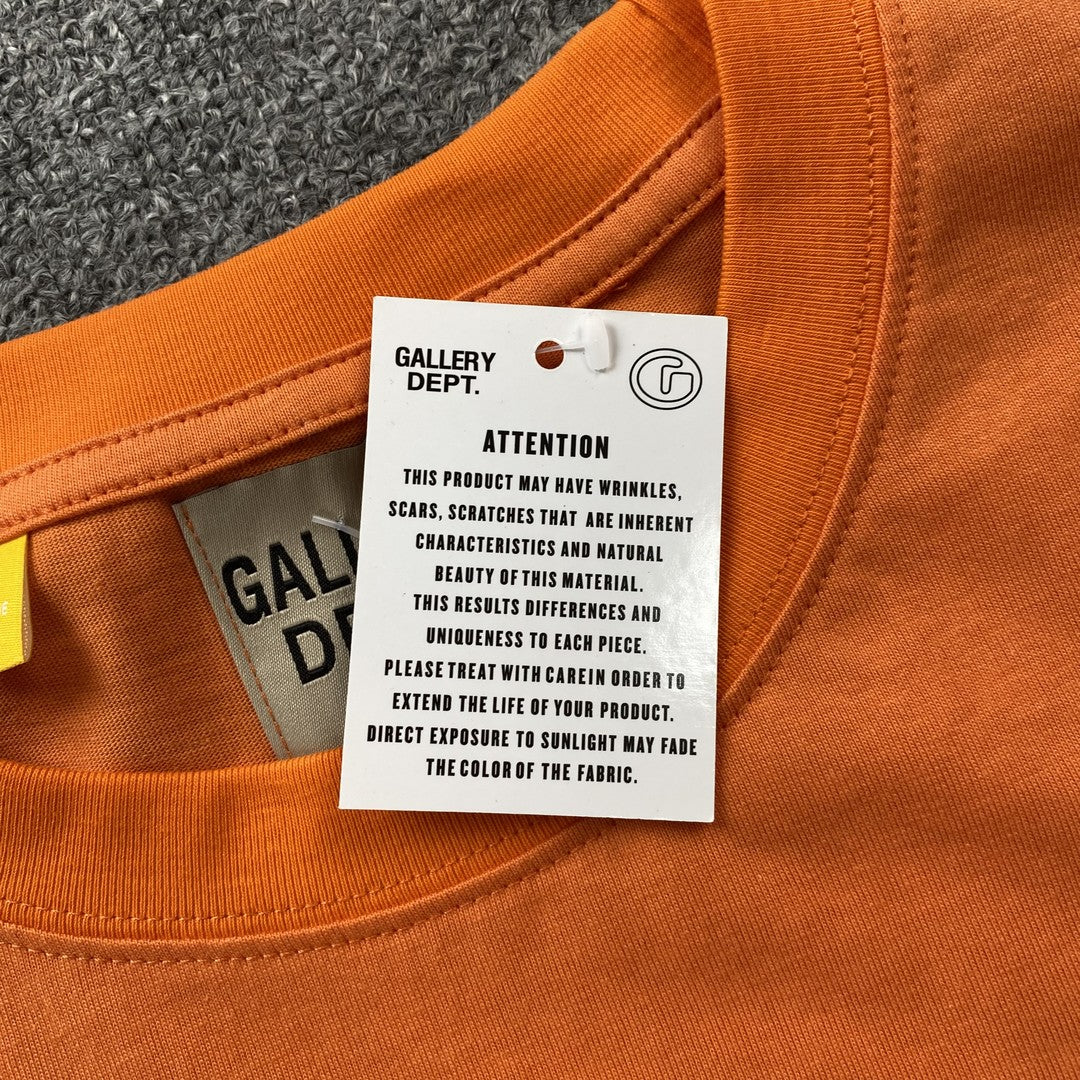 GALLERY
DEPT.
G
ATTENTION
THIS PRODUCT MAY HAVE WRINKLES,
SCARS, SCRATCHES THAT ARE INHERENT
CHARACTERISTICS AND NATURAL
BEAUTY OF THIS MATERIAL.
THIS RESULTS DIFFERENCES AND
UNIQUENESS TO EACH PIECE.
PLEASE TREAT WITH CAREIN ORDER TO
EXTEND THE LIFE OF YOUR PRODUCT.
DIRECT EXPOSURE TO SUNLIGHT MAY FADE
THE COLOR OF THE FABRIC.
GALL
DE